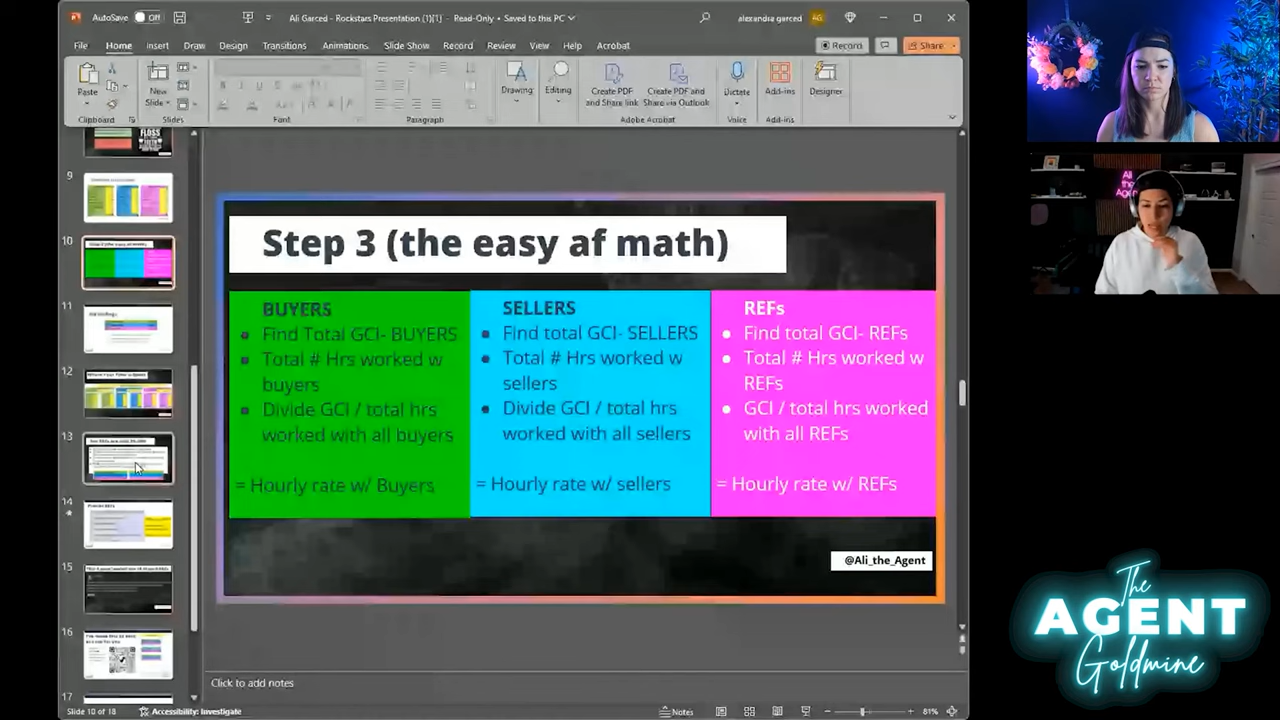 AutoSave Off
Ali Garced - Rockstars Presentation (1)[1] - Read-Only • Saved to this PC
alexandra garced AG
File Home Insert Draw Design Transitions Animations Slide Show Record Review View Help Acrobat
Record Share
Paste
New Slide
Drawing
Editing
Create PDF and Share link
Create PDF and Share via Outlook
Dictate
Add-ins
Designer
Clipboard Slides Font Paragraph Adobe Acrobat Voice Add-ins
FLOSS
9
10
11
12
13
14
15
16
17
Step 3 (the easy af math)
BUYERS
• Find Total GCI- BUYERS
• Total # Hrs worked w
buyers
• Divide GCI / total hrs
worked with all buyers
= Hourly rate w/ Buyers
SELLERS
• Find total GCI- SELLERS
• Total # Hrs worked w
sellers
• Divide GCI / total hrs
worked with all sellers
= Hourly rate w/ sellers
REFs
• Find total GCI- REFs
• Total # Hrs worked w
REFs
• GCI / total hrs worked
with all REFs
= Hourly rate w/ REFs
@Ali_the_Agent
Click to add notes
Slide 10 of 18 Accessibility: Investigate Notes 81%
Ali
the
Agent
The
AGENT
Goldmine